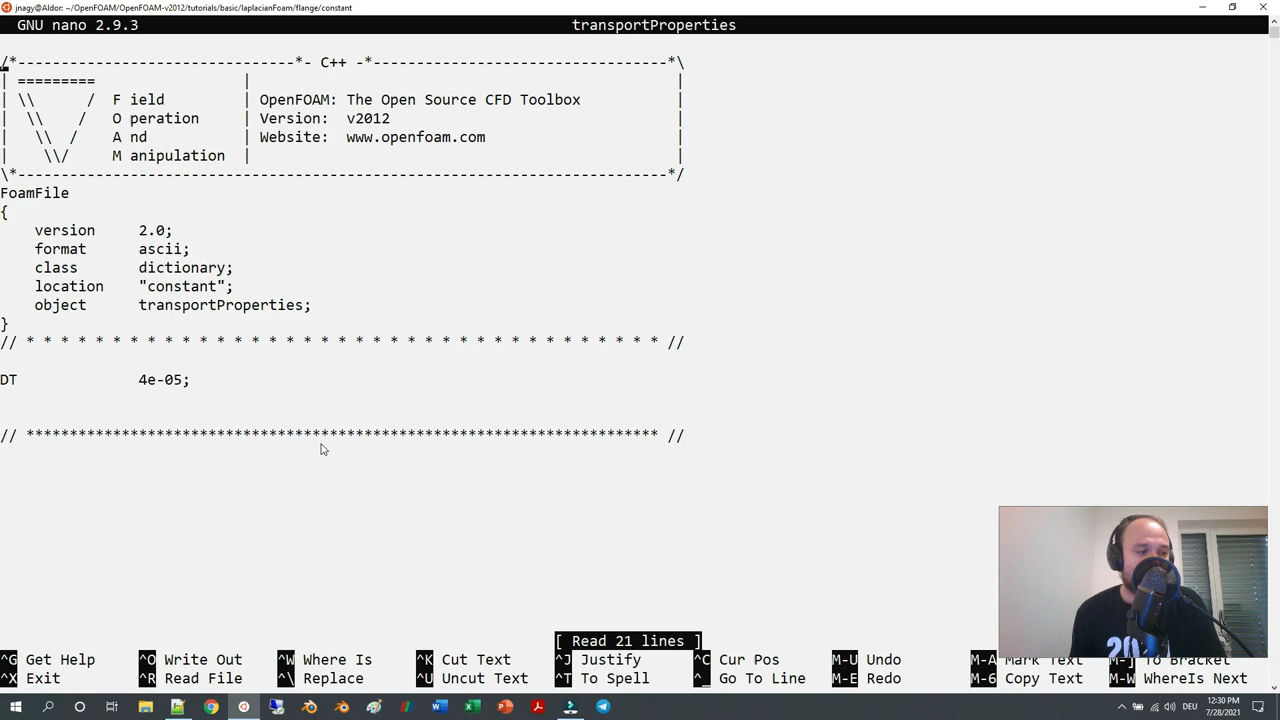 jnagy@Aldor: ~/OpenFOAM/OpenFOAM-v2012/tutorials/basic/laplacianFoam/flange/constant
GNU nano 2.9.3 transportProperties
/*---------------------------------*- C++ -*-----------------------------------*\
| ========= | |
| \\ / F ield | OpenFOAM: The Open Source CFD Toolbox |
| \\ / O peration | Version: v2012 |
| \\ / A nd | Website: www.openfoam.com |
| \\/ M anipulation | |
\*---------------------------------------------------------------------------*/
FoamFile
{
version 2.0;
format ascii;
class dictionary;
location "constant";
object transportProperties;
}
// * * * * * * * * * * * * * * * * * * * * * * * * * * * * * * * * * * * * * //
DT 4e-05;
// ************************************************************************* //
[ Read 21 lines ]
^G Get Help ^O Write Out ^W Where Is ^K Cut Text ^J Justify ^C Cur Pos M-U Undo M-A Mark Text M-] To Bracket
^X Exit ^R Read File ^\ Replace ^U Uncut Text ^T To Spell ^_ Go To Line M-E Redo M-6 Copy Text M-W WhereIs Next
DEU
12:30 PM
7/28/2021